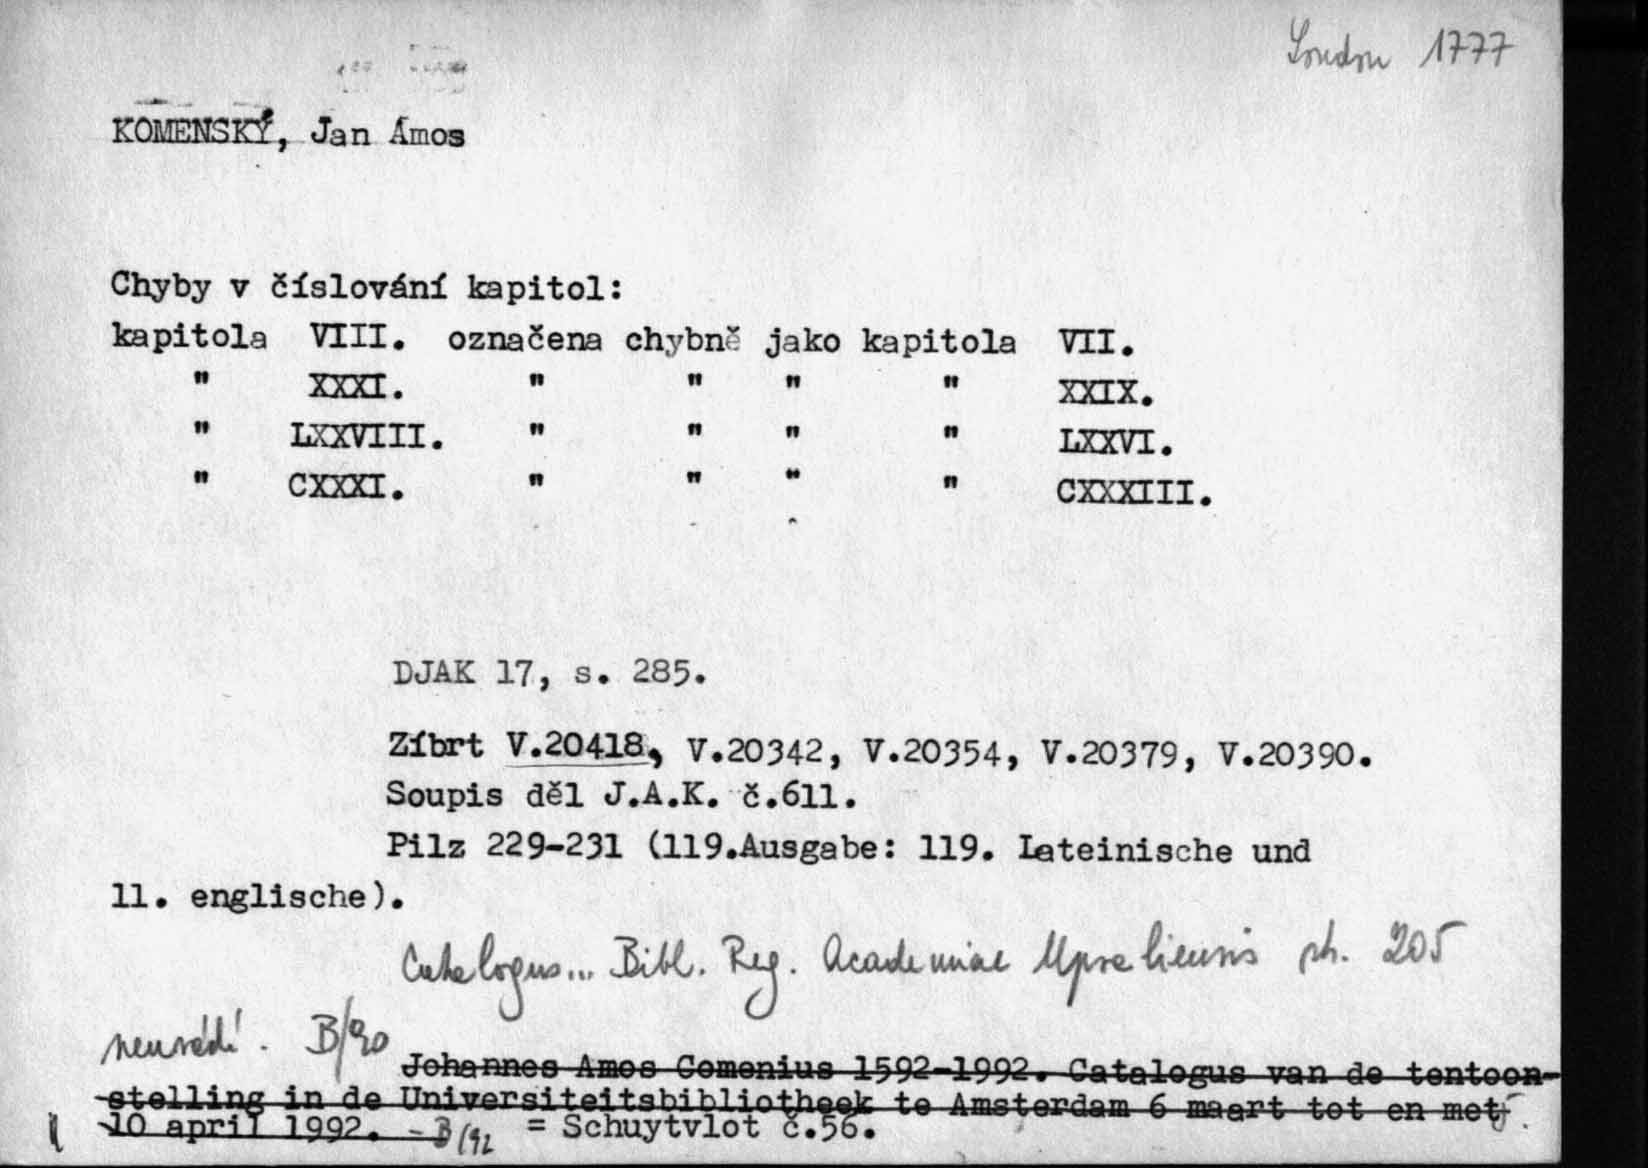 London 1777
KOMENSKÝ, Jan Ámos
Chyby v číslování kapitol:
kapitola VIII. označena chybně jako kapitola VII.
" XXXI. " " " " XXIX.
" LXXVIII. " " " " LXXVI.
" CXXXI. " " " " CXXXIII.
DJAK 17, s. 285.
Zíbrt V.20418, V.20342, V.20354, V.20379, V.20390.
Soupis děl J.A.K. č.611.
Pilz 229-231 (119.Ausgabe: 119. Lateinische und
11. englische).
Catalogus... Bibl. Reg. Academiae Upsaliensis str. 205
neuvádí. B/90
Johannes Amos Comenius 1592-1992. Catalogus van de tentoon-
stelling in de Universiteitsbibliotheek te Amsterdam 6 maart tot en met
10 april 1992. - B/92 = Schuytvlot č.56.